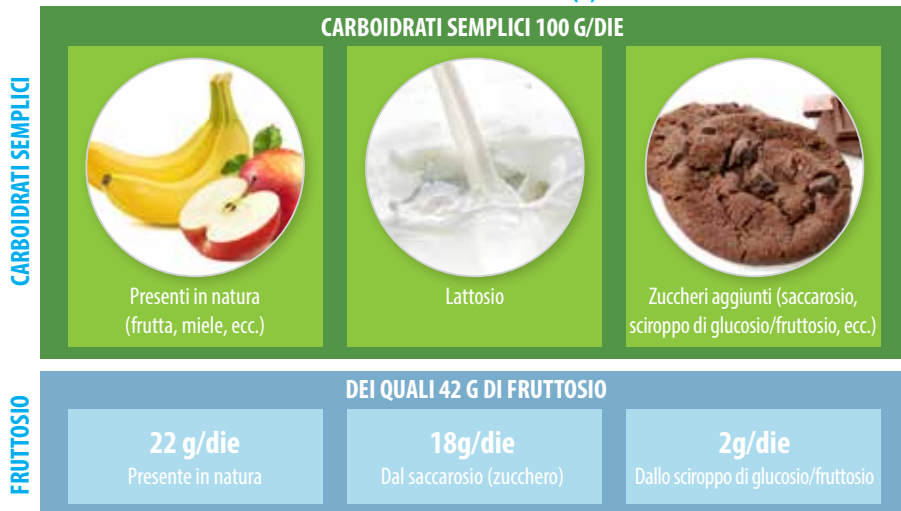 CARBOIDRATI SEMPLICI
CARBOIDRATI SEMPLICI 100 G/DIE
Presenti in natura
(frutta, miele, ecc.)
Lattosio
Zuccheri aggiunti (saccarosio,
sciroppo di glucosio/fruttosio, ecc.)
FRUTTOSIO
DEI QUALI 42 G DI FRUTTOSIO
22 g/die
Presente in natura
18g/die
Dal saccarosio (zucchero)
2g/die
Dallo sciroppo di glucosio/fruttosio